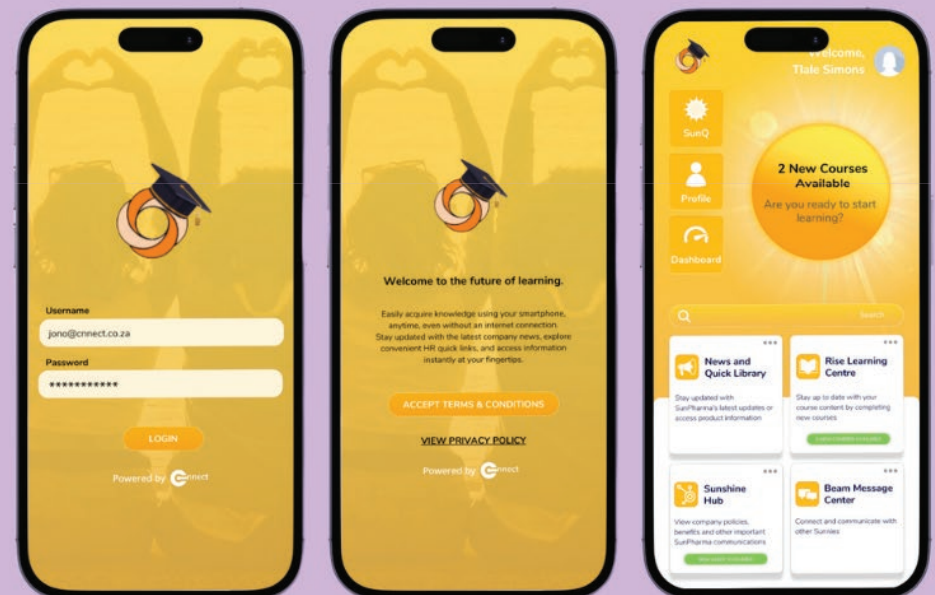 Username
jono@cnnect.co.za
Password
***********
LOGIN
Powered by Cnnect
Welcome to the future of learning.
Easily acquire knowledge using your smartphone,
anytime, even without an internet connection.
Stay updated with the latest company news, explore
convenient HR quick links, and access information
instantly at your fingertips.
ACCEPT TERMS & CONDITIONS
VIEW PRIVACY POLICY
Powered by Cnnect
Welcome,
Tlale Simons
SunQ
Profile
Dashboard
2 New Courses
Available
Are you ready to start
learning?
Search
News and
Quick Library
Stay updated with
SunPharma's latest updates or
access product information
Rise Learning
Centre
Stay up to date with your
course content by completing
new courses
Sunshine
Hub
View company policies,
benefits and other important
SunPharma communications
Beam Message
Center
Connect and communicate with
other Sunnies